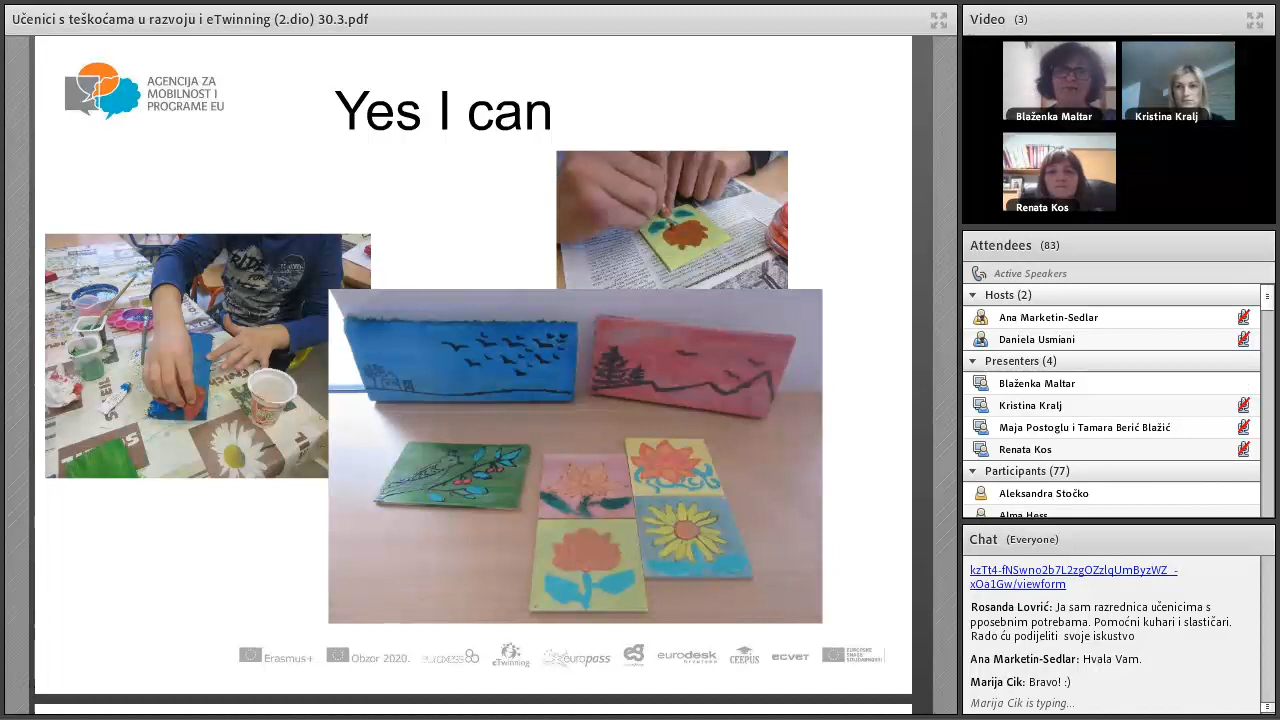 Učenici s teškoćama u razvoju i eTwinning (2.dio) 30.3.pdf
AGENCIJA ZA
MOBILNOST I
PROGRAME EU
Yes I can
Erasmus+
Obzor 2020.
euraxess
eTwinning
europass
eurodesk
CEEPUS
ECVET
EUROPSKE
SNAGE
SOLIDARNOSTI
Video (3)
Blaženka Maltar
Kristina Kralj
Renata Kos
Attendees (83)
Active Speakers
Hosts (2)
Ana Marketin-Sedlar
Daniela Usmiani
Presenters (4)
Blaženka Maltar
Kristina Kralj
Maja Postoglu i Tamara Berić Blažić
Renata Kos
Participants (77)
Aleksandra Stočko
Alma Hess
Chat (Everyone)
kzTt4-fNSwno2b7L2zgOZzlqUmByzWZ_-
xOa1Gw/viewform
Rosanda Lovrić: Ja sam razrednica učenicima s
pposebnim potrebama. Pomoćni kuhari i slastičari.
Rado ću podijeliti svoje iskustvo
Ana Marketin-Sedlar: Hvala Vam.
Marija Cik: Bravo! :)
Marija Cik is typing...